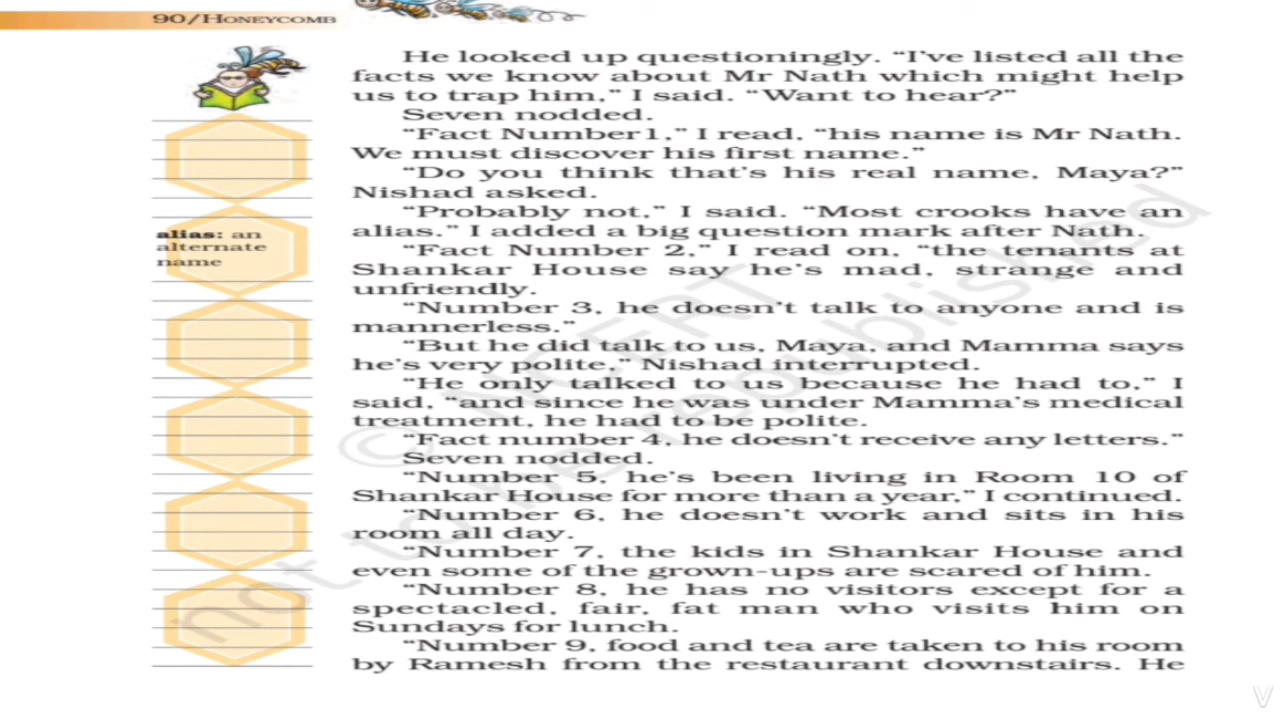 90/HONEYCOMB
He looked up questioningly. “I've listed all the
facts we know about Mr Nath which might help
us to trap him,” I said. “Want to hear?”
Seven nodded.
“Fact Number1,” I read, “his name is Mr Nath.
We must discover his first name.”
“Do you think that's his real name, Maya?”
Nishad asked.
“Probably not,” I said. “Most crooks have an
alias.” I added a big question mark after Nath.
alias: an
alternate
name
“Fact Number 2,” I read on, “the tenants at
Shankar House say he's mad, strange and
unfriendly.
“Number 3, he doesn't talk to anyone and is
mannerless.”
“But he did talk to us, Maya, and Mamma says
he's very polite,” Nishad interrupted.
“He only talked to us because he had to,” I
said, “and since he was under Mamma's medical
treatment, he had to be polite.
“Fact number 4, he doesn't receive any letters.”
Seven nodded.
“Number 5, he's been living in Room 10 of
Shankar House for more than a year,” I continued.
“Number 6, he doesn't work and sits in his
room all day.
“Number 7, the kids in Shankar House and
even some of the grown-ups are scared of him.
“Number 8, he has no visitors except for a
spectacled, fair, fat man who visits him on
Sundays for lunch.
“Number 9, food and tea are taken to his room
by Ramesh from the restaurant downstairs. He
© NCERT
not to be republished
V